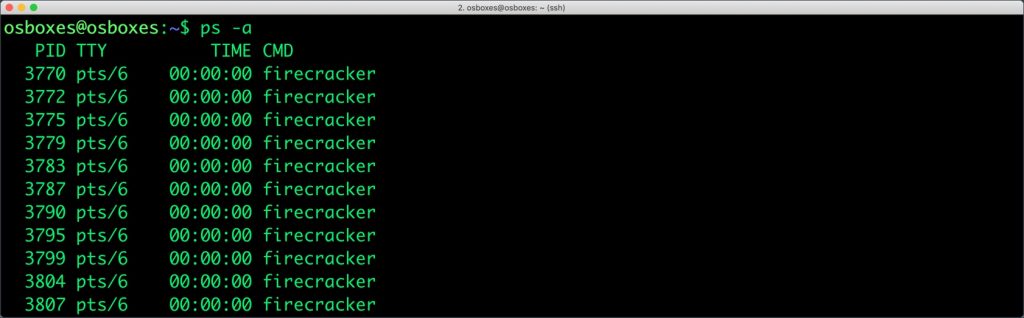 2. osboxes@osboxes: ~ (ssh)
osboxes@osboxes:~$ ps -a
PID TTY          TIME CMD
3770 pts/6    00:00:00 firecracker
3772 pts/6    00:00:00 firecracker
3775 pts/6    00:00:00 firecracker
3779 pts/6    00:00:00 firecracker
3783 pts/6    00:00:00 firecracker
3787 pts/6    00:00:00 firecracker
3790 pts/6    00:00:00 firecracker
3795 pts/6    00:00:00 firecracker
3799 pts/6    00:00:00 firecracker
3804 pts/6    00:00:00 firecracker
3807 pts/6    00:00:00 firecracker